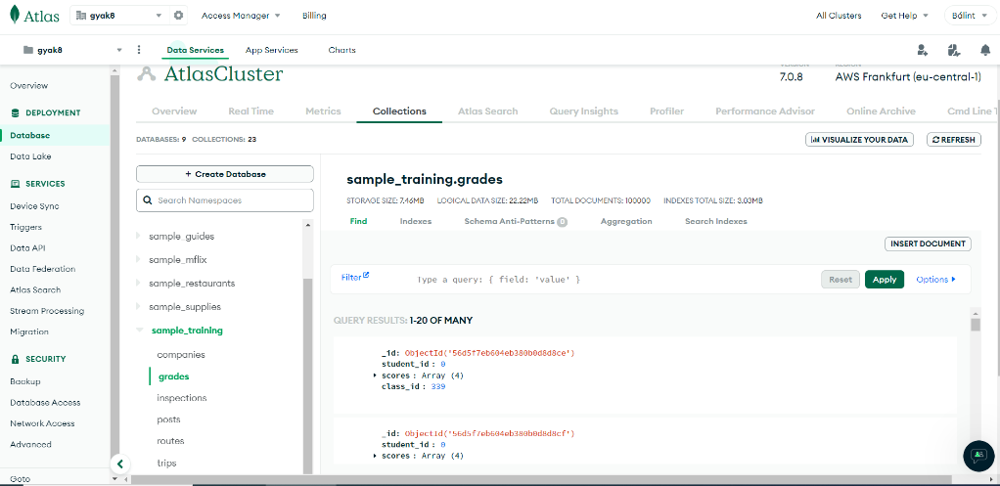 Atlas
gyak8
Access Manager
Billing
All Clusters
Get Help
Bálint
gyak8
Data Services
App Services
Charts
Overview
DEPLOYMENT
Database
Data Lake
SERVICES
Device Sync
Triggers
Data API
Data Federation
Atlas Search
Stream Processing
Migration
SECURITY
Backup
Database Access
Network Access
Advanced
Goto
AtlasCluster
7.0.8
AWS Frankfurt (eu-central-1)
Overview
Real Time
Metrics
Collections
Atlas Search
Query Insights
Profiler
Performance Advisor
Online Archive
Cmd Line
DATABASES: 9 COLLECTIONS: 23
VISUALIZE YOUR DATA
REFRESH
+ Create Database
Search Namespaces
sample_guides
sample_mflix
sample_restaurants
sample_supplies
sample_training
companies
grades
inspections
posts
routes
trips
sample_training.grades
STORAGE SIZE: 7.46MB LOGICAL DATA SIZE: 22.22MB TOTAL DOCUMENTS: 100000 INDEXES TOTAL SIZE: 3.03MB
Find
Indexes
Schema Anti-Patterns 0
Aggregation
Search Indexes
INSERT DOCUMENT
Filter
Type a query: { field: 'value' }
Reset
Apply
Options
QUERY RESULTS: 1-20 OF MANY
_id: ObjectId('56d5f7eb604eb380b0d8d8ce')
student_id : 0
scores : Array (4)
class_id : 339
_id: ObjectId('56d5f7eb604eb380b0d8d8cf')
student_id : 0
scores : Array (4)